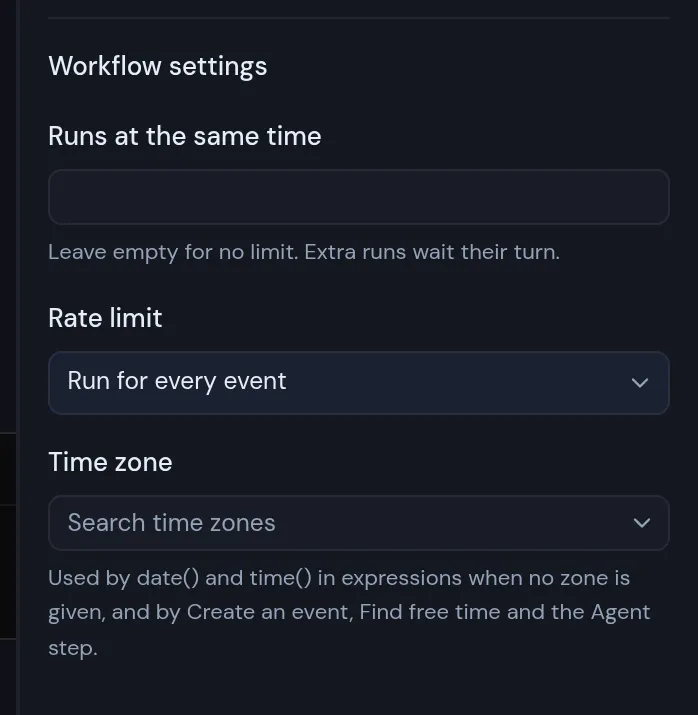 Workflow settings
Runs at the same time
Leave empty for no limit. Extra runs wait their turn.
Rate limit
Run for every event
Time zone
Search time zones
Used by date() and time() in expressions when no zone is
given, and by Create an event, Find free time and the Agent
step.